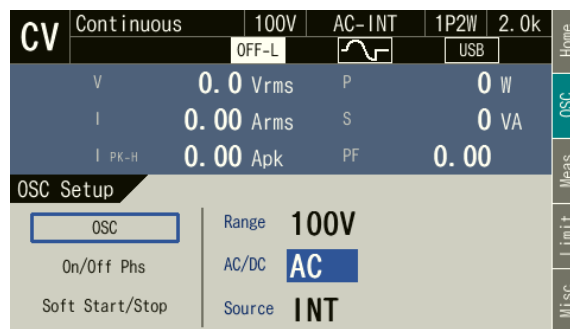 CV Continuous 100V AC-INT 1P2W 2.0k
OFF-L USB
V 0.0 Vrms P 0 W
I 0.00 Arms S 0 VA
I PK-H 0.00 Apk PF 0.00
OSC Setup
OSC
On/Off Phs
Soft Start/Stop
Range 100V
AC/DC AC
Source INT
Home
OSC
Meas
Limit
Misc